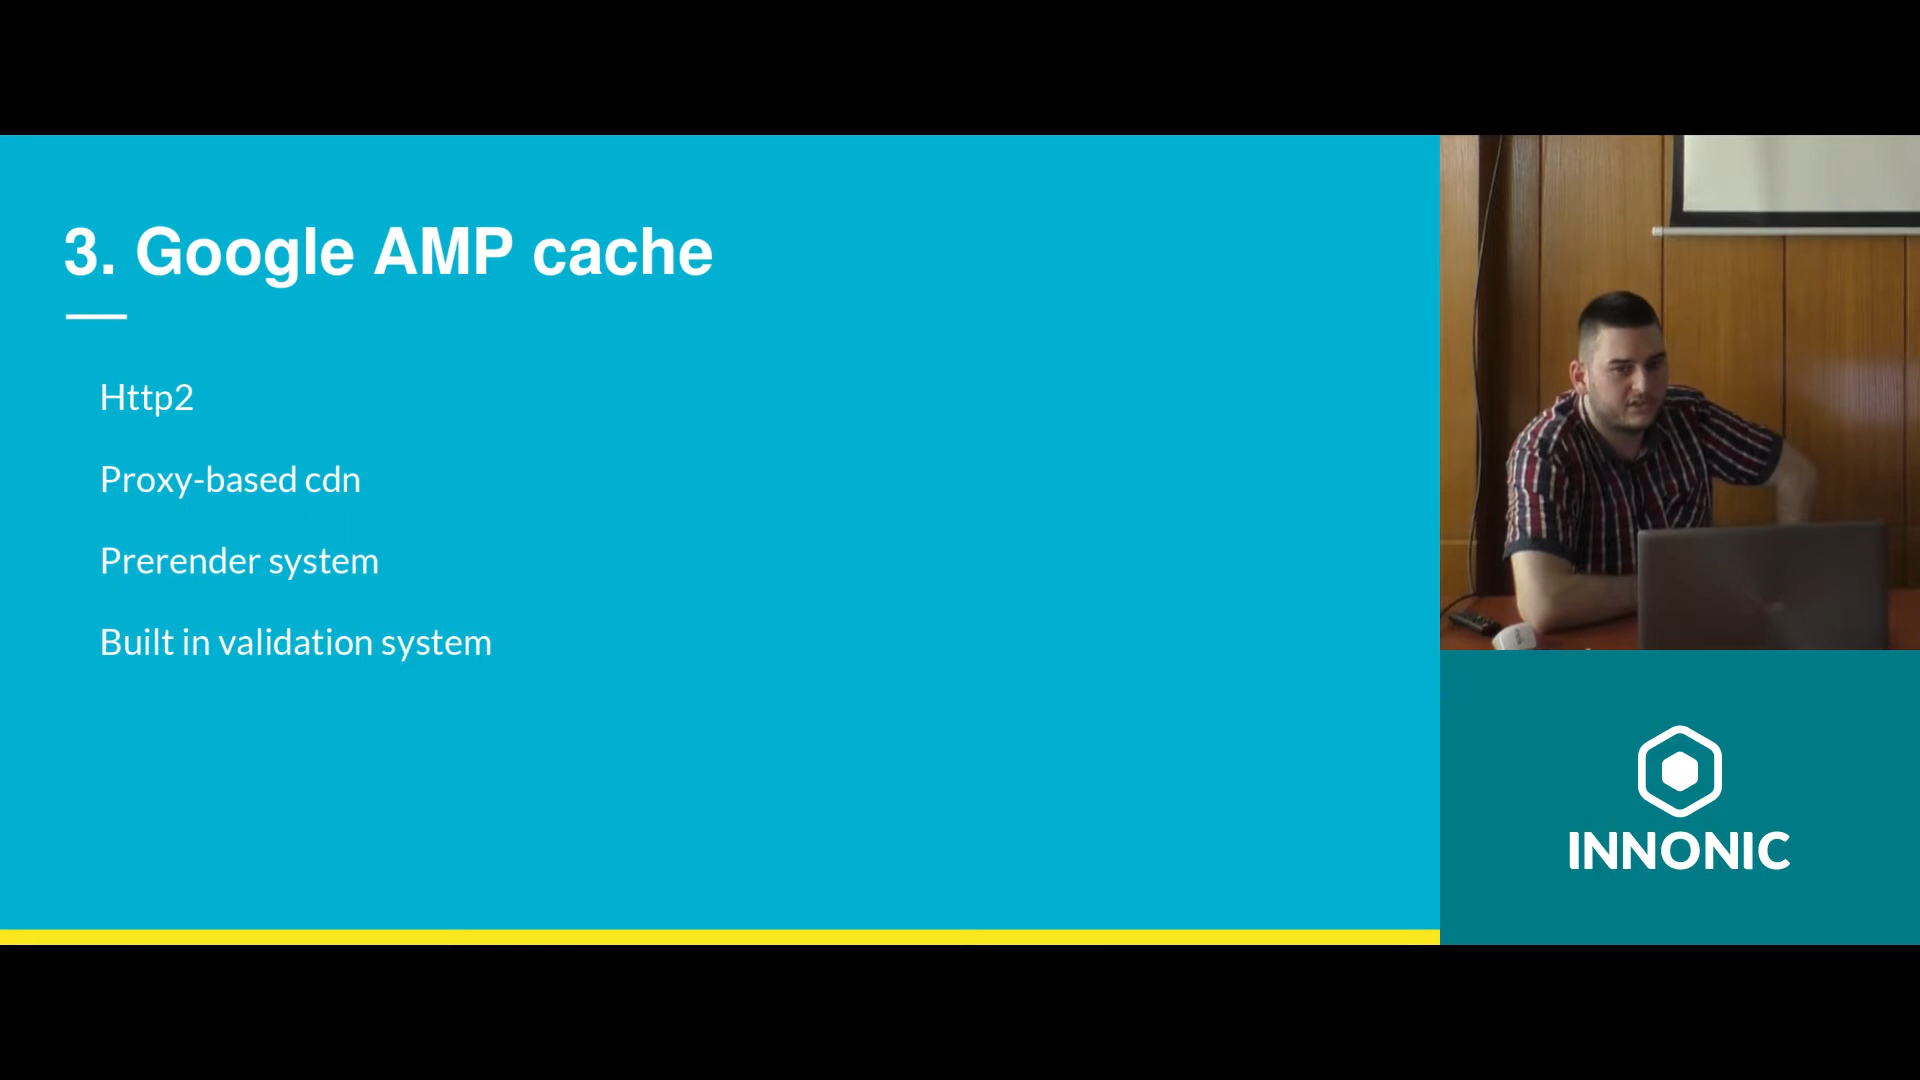 3. Google AMP cache
Http2
Proxy-based cdn
Prerender system
Built in validation system
INNONIC